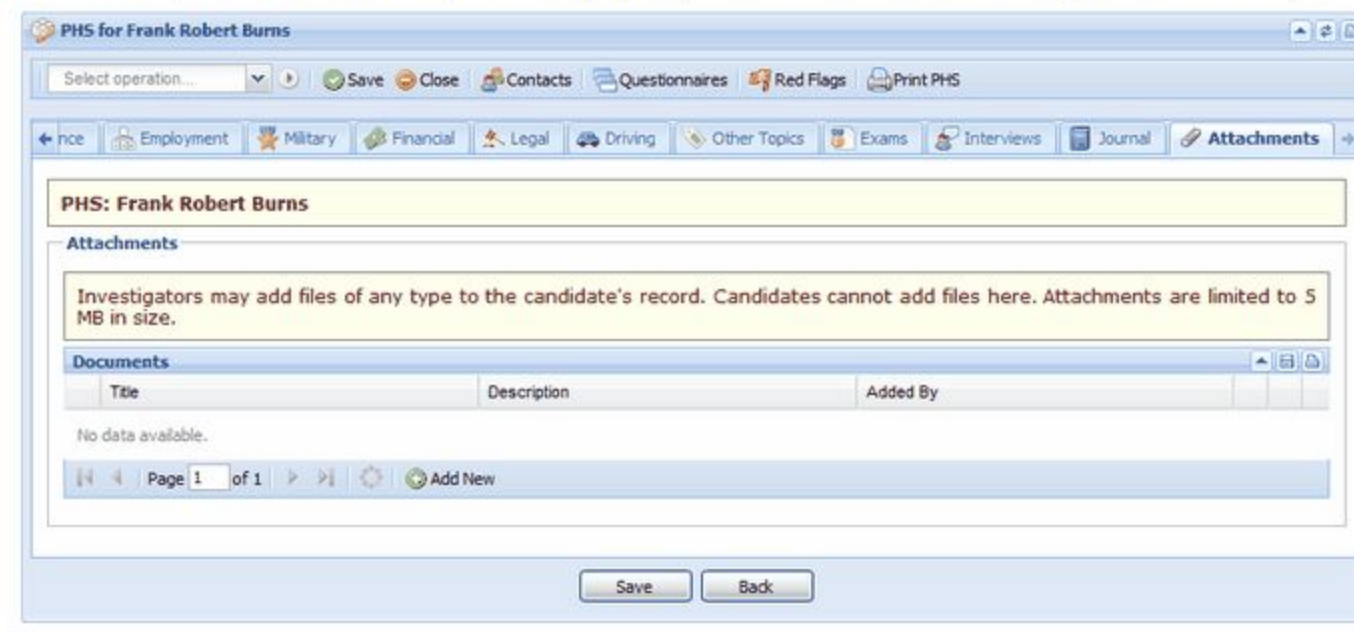 PHS for Frank Robert Burns
Select operation... Save Close Contacts Questionnaires Red Flags Print PHS
nce Employment Military Financial Legal Driving Other Topics Exams Interviews Journal Attachments
PHS: Frank Robert Burns
Attachments
Investigators may add files of any type to the candidate's record. Candidates cannot add files here. Attachments are limited to 5
MB in size.
Documents
Title Description Added By
No data available.
Page 1 of 1 Add New
Save Back